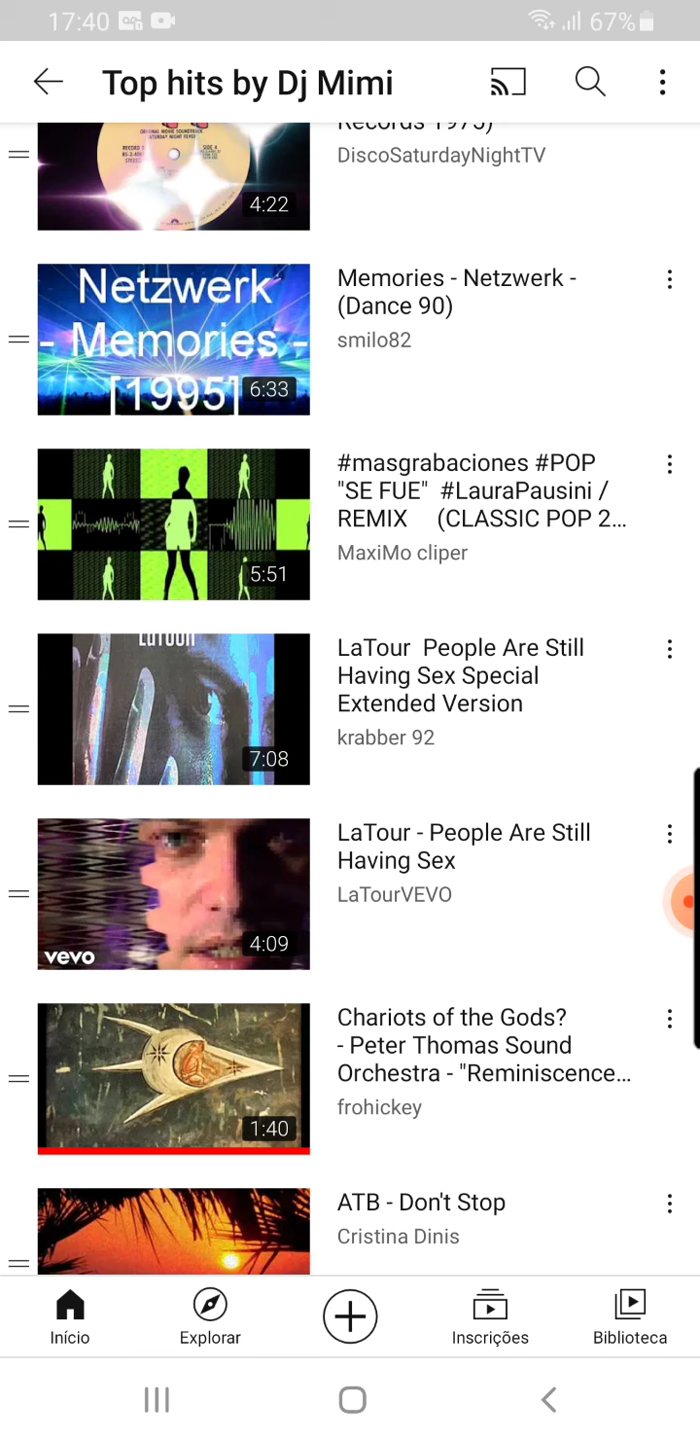 17:40 67%
Top hits by Dj Mimi
Records 1975)
DiscoSaturdayNightTV
4:22
Netzwerk
- Memories -
[1995]
6:33
Memories - Netzwerk -
(Dance 90)
smilo82
5:51
#masgrabaciones #POP
"SE FUE" #LauraPausini /
REMIX (CLASSIC POP 2...
MaxiMo cliper
LaTour
7:08
LaTour People Are Still
Having Sex Special
Extended Version
krabber 92
vevo
4:09
LaTour - People Are Still
Having Sex
LaTourVEVO
1:40
Chariots of the Gods?
- Peter Thomas Sound
Orchestra - "Reminiscence...
frohickey
ATB - Don't Stop
Cristina Dinis
Início Explorar Inscrições Biblioteca